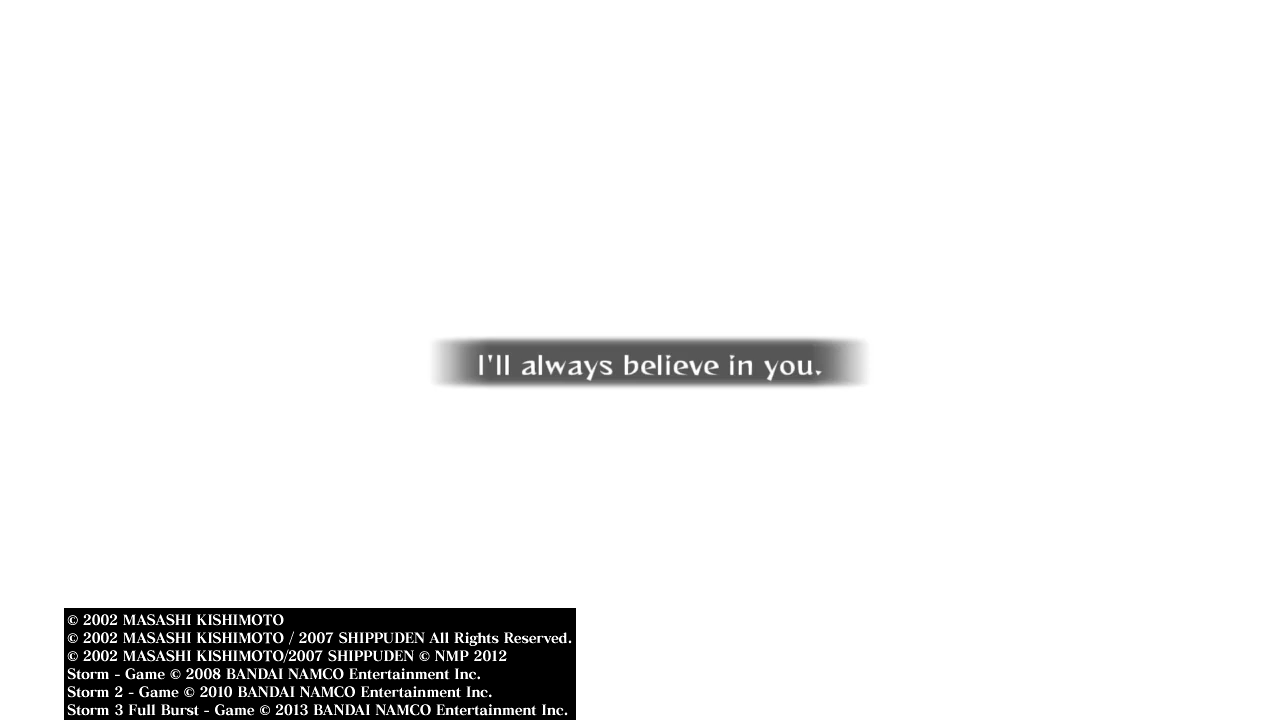 I'll always believe in you.
© 2002 MASASHI KISHIMOTO
© 2002 MASASHI KISHIMOTO / 2007 SHIPPUDEN All Rights Reserved.
© 2002 MASASHI KISHIMOTO/2007 SHIPPUDEN © NMP 2012
Storm - Game © 2008 BANDAI NAMCO Entertainment Inc.
Storm 2 - Game © 2010 BANDAI NAMCO Entertainment Inc.
Storm 3 Full Burst - Game © 2013 BANDAI NAMCO Entertainment Inc.